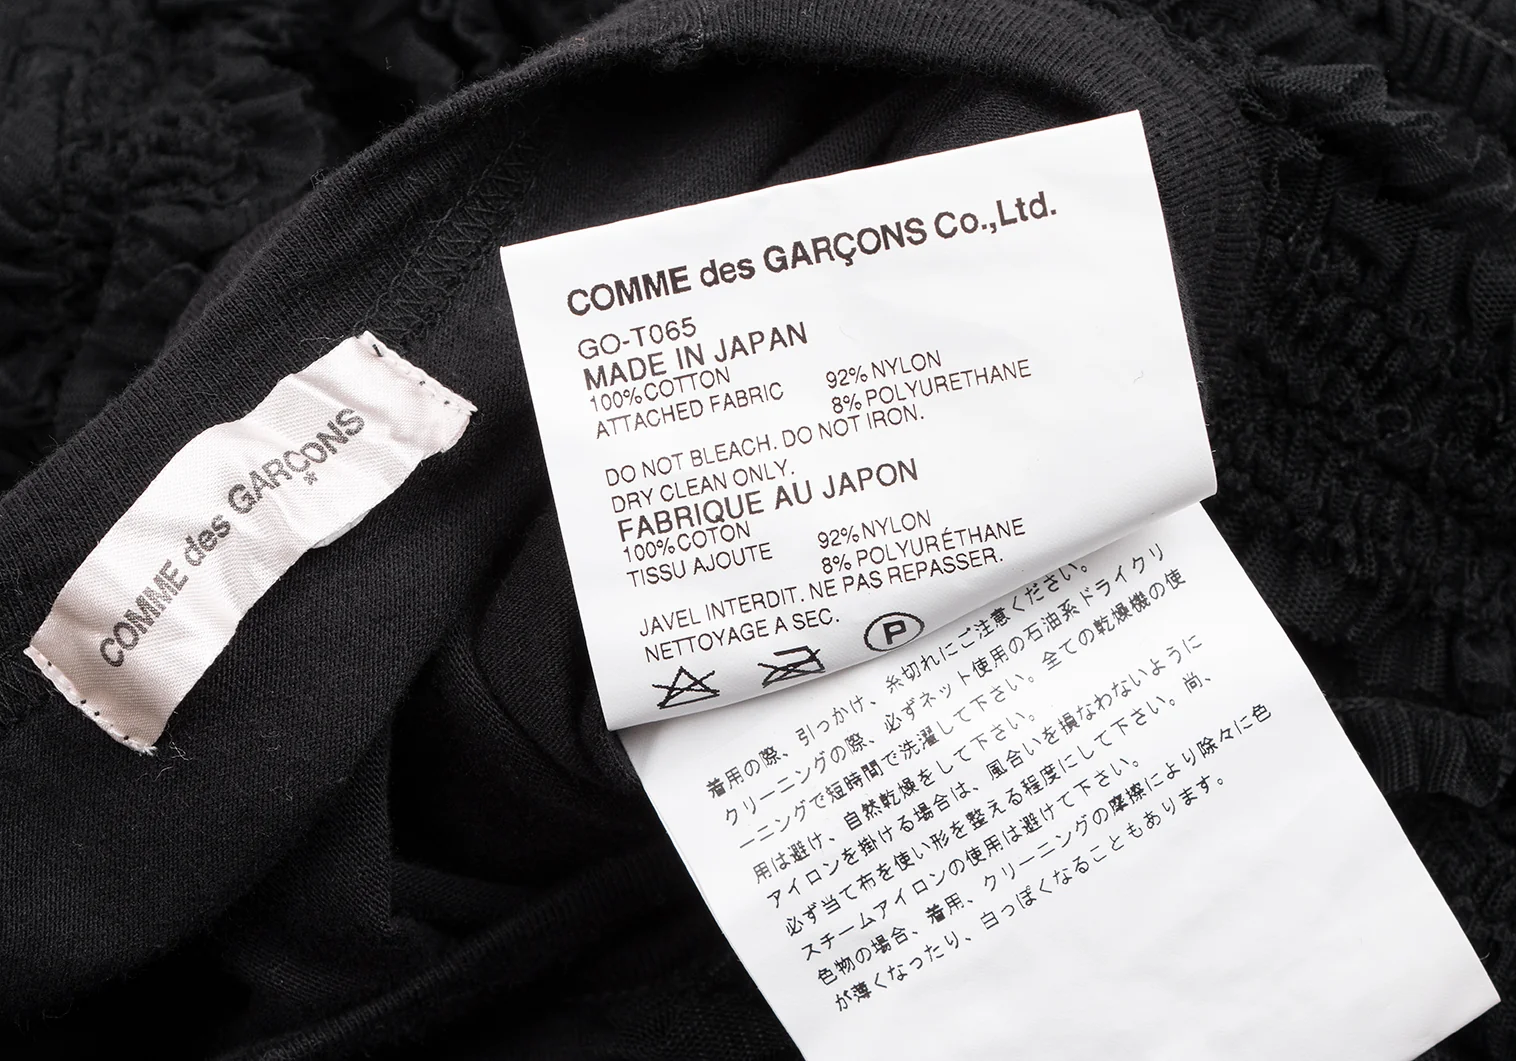 COMME des GARÇONS
COMME des GARÇONS Co.,Ltd.
GO-T065
MADE IN JAPAN
100%COTTON 92%NYLON
ATTACHED FABRIC 8%POLYURETHANE
DO NOT BLEACH. DO NOT IRON.
DRY CLEAN ONLY.
FABRIQUE AU JAPON
100%COTON 92%NYLON
TISSU AJOUTE 8%POLYURÉTHANE
JAVEL INTERDIT. NE PAS REPASSER.
NETTOYAGE A SEC.
P
着用の際、引っかけ、糸切れにご注意ください。
クリーニングの際、必ずネット使用の石油系ドライクリ
ーニングで短時間で洗濯して下さい。全ての乾燥機の使
用は避け、自然乾燥をして下さい。
アイロンを掛ける場合は、風合いを損なわないように
必ず当て布を使い形を整える程度にして下さい。尚、
スチームアイロンの使用は避けて下さい。
色物の場合、着用、クリーニングの摩擦により除々に色
が薄くなったり、白っぽくなることもあります。